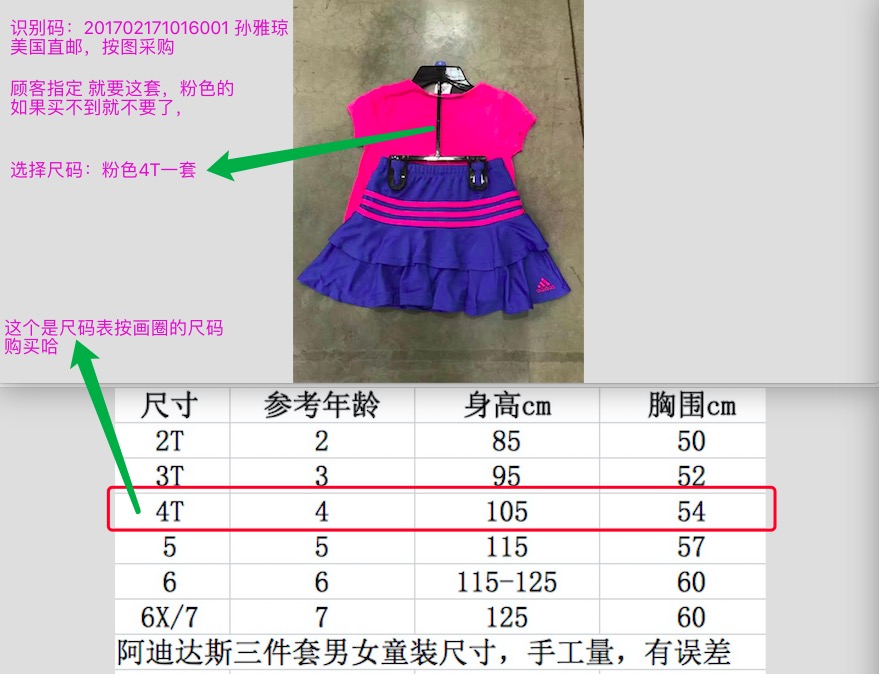 识别码：201702171016001 孙雅琼
美国直邮，按图采购
顾客指定 就要这套，粉色的
如果买不到就不要了，
选择尺码：粉色4T一套
这个是尺码表按画圈的尺码
购买哈
尺寸 参考年龄 身高cm 胸围cm
2T 2 85 50
3T 3 95 52
4T 4 105 54
5 5 115 57
6 6 115-125 60
6X/7 7 125 60
阿迪达斯三件套男女童装尺寸，手工量，有误差